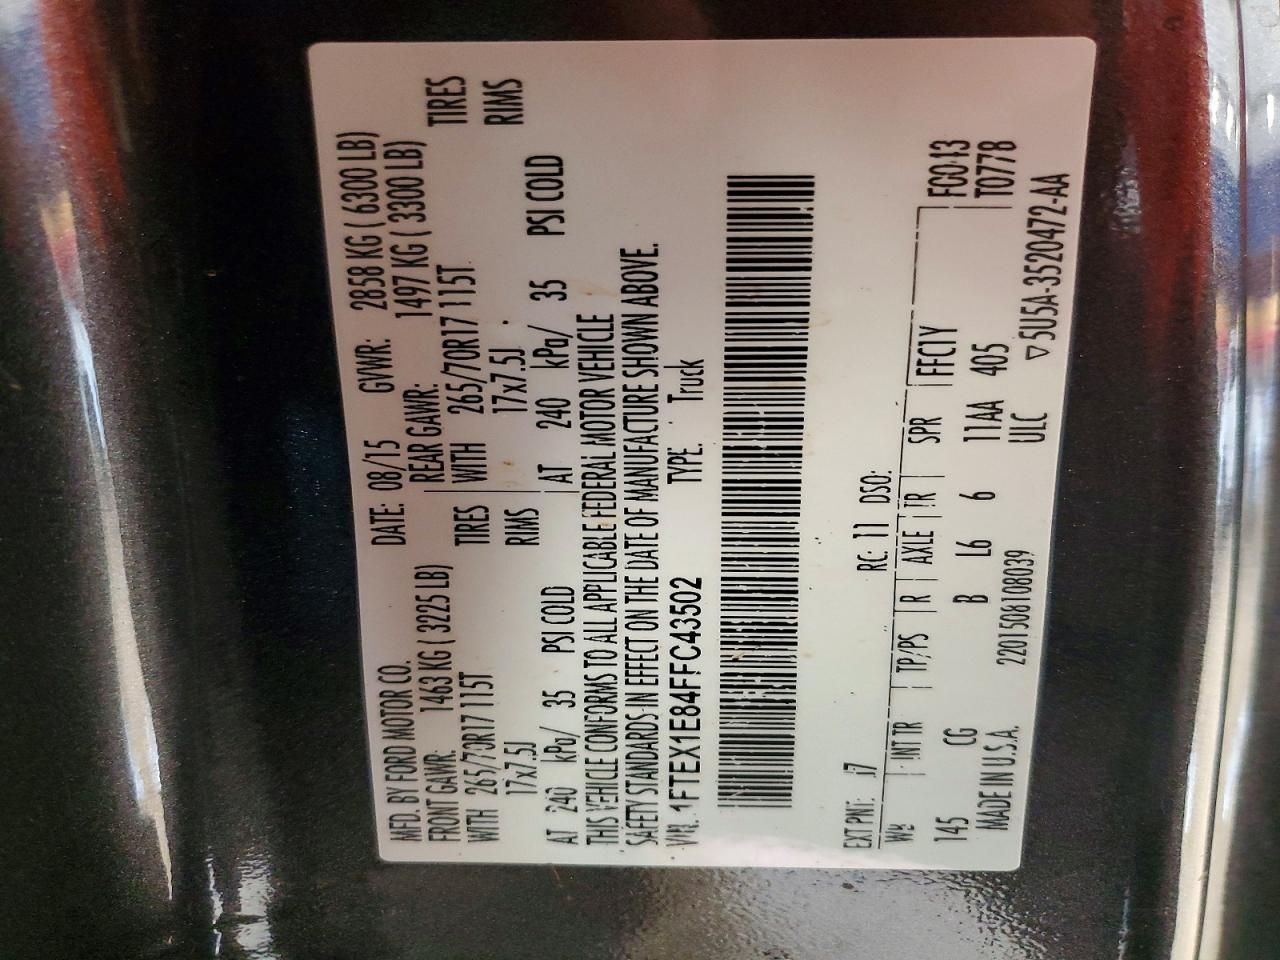 MFD. BY FORD MOTOR CO.
DATE: 08/15 GVWR: 2858 KG ( 6300 LB)
FRONT GAWR: 1463 KG ( 3225 LB) REAR GAWR: 1497 KG ( 3300 LB)
WITH 265/70R17 115T TIRES WITH 265/70R17 115T TIRES
17x7.5J RIMS 17x7.5J RIMS
AT 240 kPa/ 35 PSI COLD AT 240 kPa/ 35 PSI COLD
THIS VEHICLE CONFORMS TO ALL APPLICABLE FEDERAL MOTOR VEHICLE
SAFETY STANDARDS IN EFFECT ON THE DATE OF MANUFACTURE SHOWN ABOVE.
VIN: 1FTEX1E84FFC43502 TYPE: Truck
EXT PNT: RC: 11 DSO:
WB INT TR TP/PS R AXLE TR SPR FFC1Y FGO43
145 CG B L6 6 11AA 405 T0778
MADE IN U.S.A. 2201508108039 ULC ▽5U5A-3520472-AA